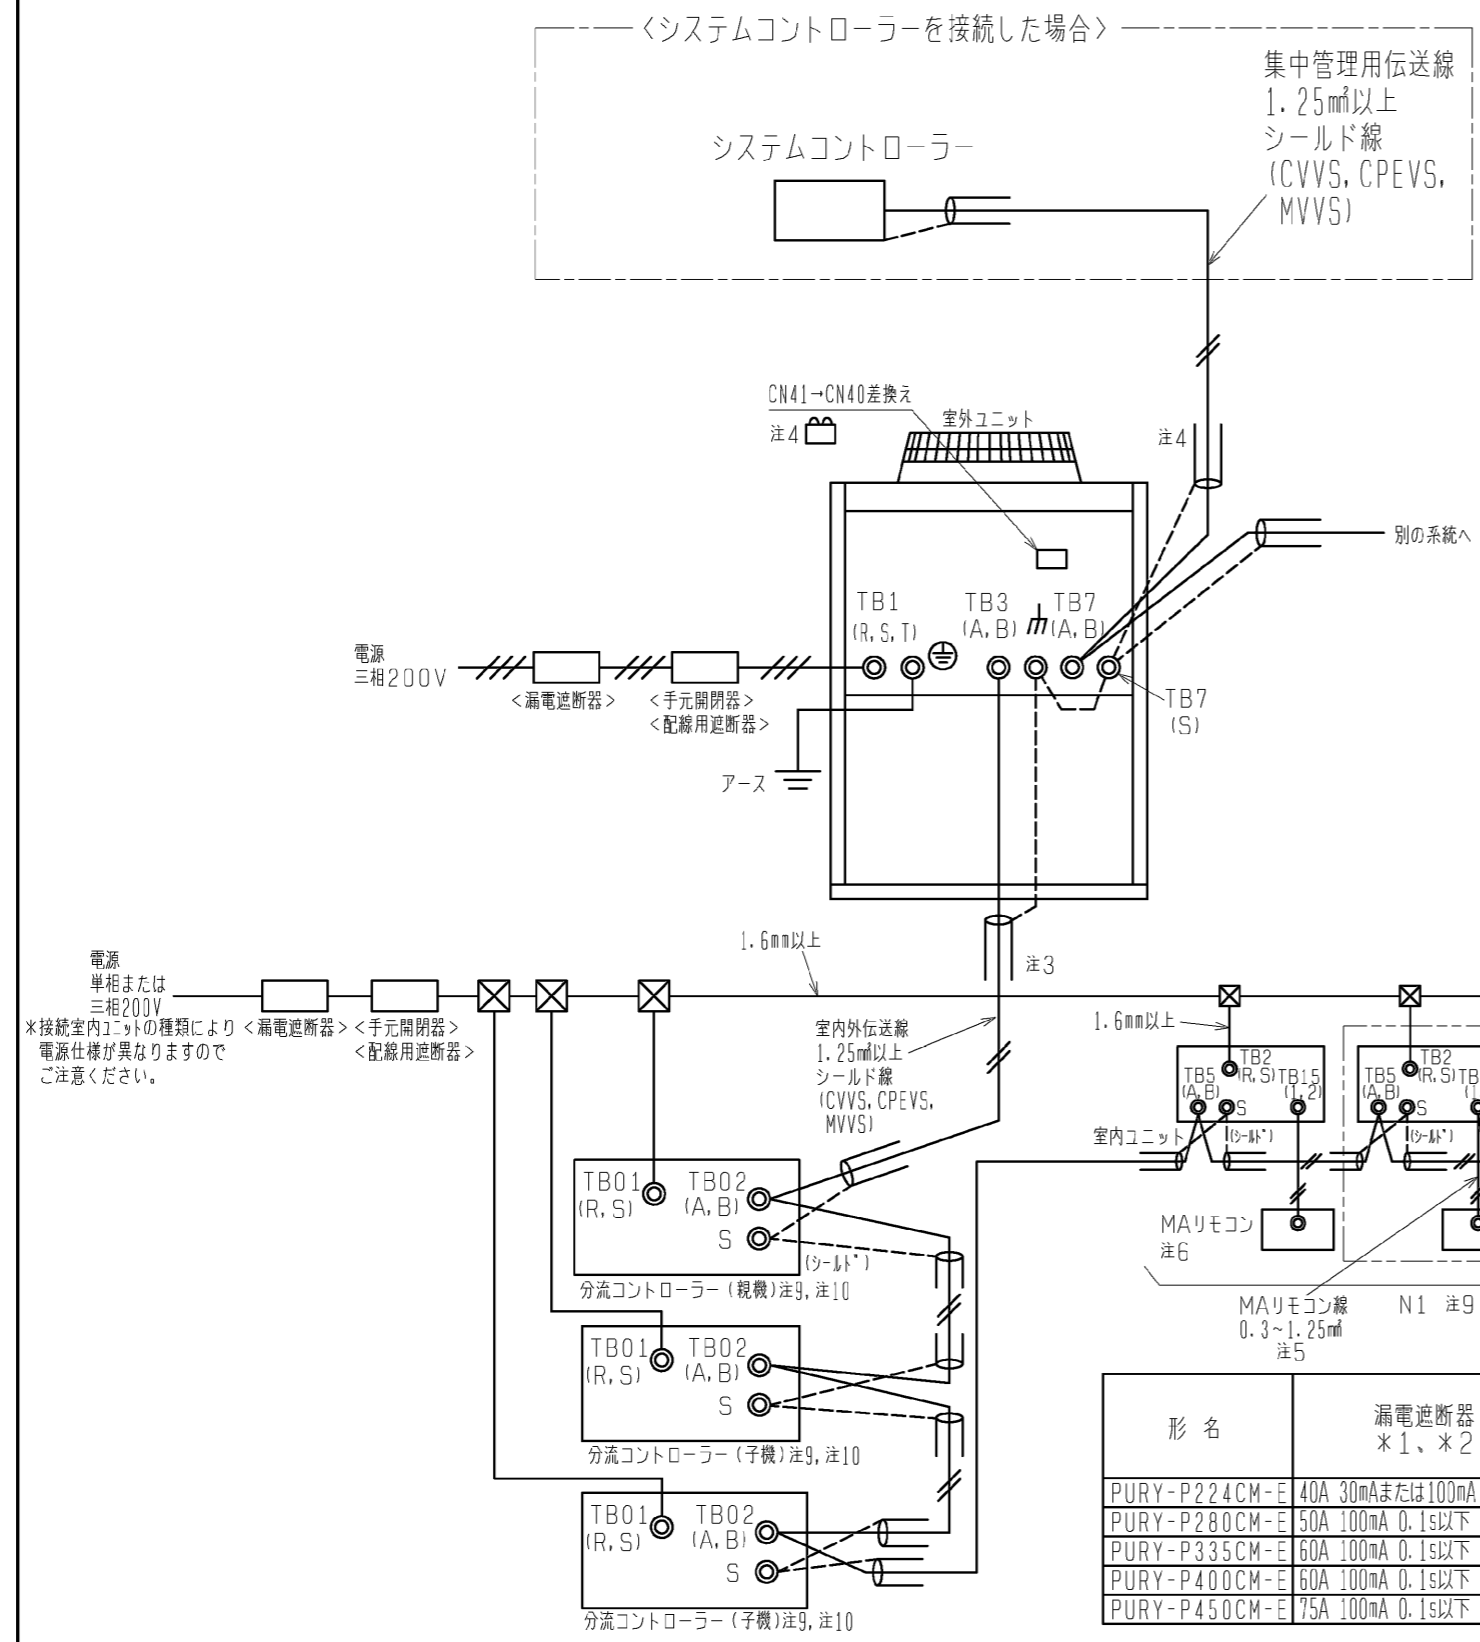 〈システムコントローラーを接続した場合〉
集中管理用伝送線
1.25㎟以上
シールド線
(CVVS,CPEVS,
MVVS)
システムコントローラー
CN41→CN40差換え
注4
室外ユニット
注4
別の系統へ
TB1
(R,S,T)
TB3
(A,B)
TB7
(A,B)
TB7
(S)
電源
三相200V
<漏電遮断器>
<手元開閉器>
<配線用遮断器>
アース
1.6mm以上
注3
電源
単相または
三相200V
*接続室内ユニットの種類により
電源仕様が異なりますので
ご注意ください。
<漏電遮断器>
<手元開閉器>
<配線用遮断器>
室内外伝送線
1.25㎟以上
シールド線
(CVVS,CPEVS,
MVVS)
1.6mm以上
TB2
(R,S)
TB5
(A,B)
TB15
(1,2)
S
(シールド)
室内ユニット
TB2
(R,S)
TB5
(A,B)
TB
(1
S
(シールド)
MAリモコン
注6
MAリモコン線
0.3~1.25㎟
注5
N1 注9
TB01
(R,S)
TB02
(A,B)
S
(シールド)
分流コントローラー(親機)注9,注10
TB01
(R,S)
TB02
(A,B)
S
分流コントローラー(子機)注9,注10
TB01
(R,S)
TB02
(A,B)
S
分流コントローラー(子機)注9,注10
形 名 漏電遮断器
*1、*2
PURY-P224CM-E 40A 30mAまたは100mA
PURY-P280CM-E 50A 100mA 0.1s以下
PURY-P335CM-E 60A 100mA 0.1s以下
PURY-P400CM-E 60A 100mA 0.1s以下
PURY-P450CM-E 75A 100mA 0.1s以下